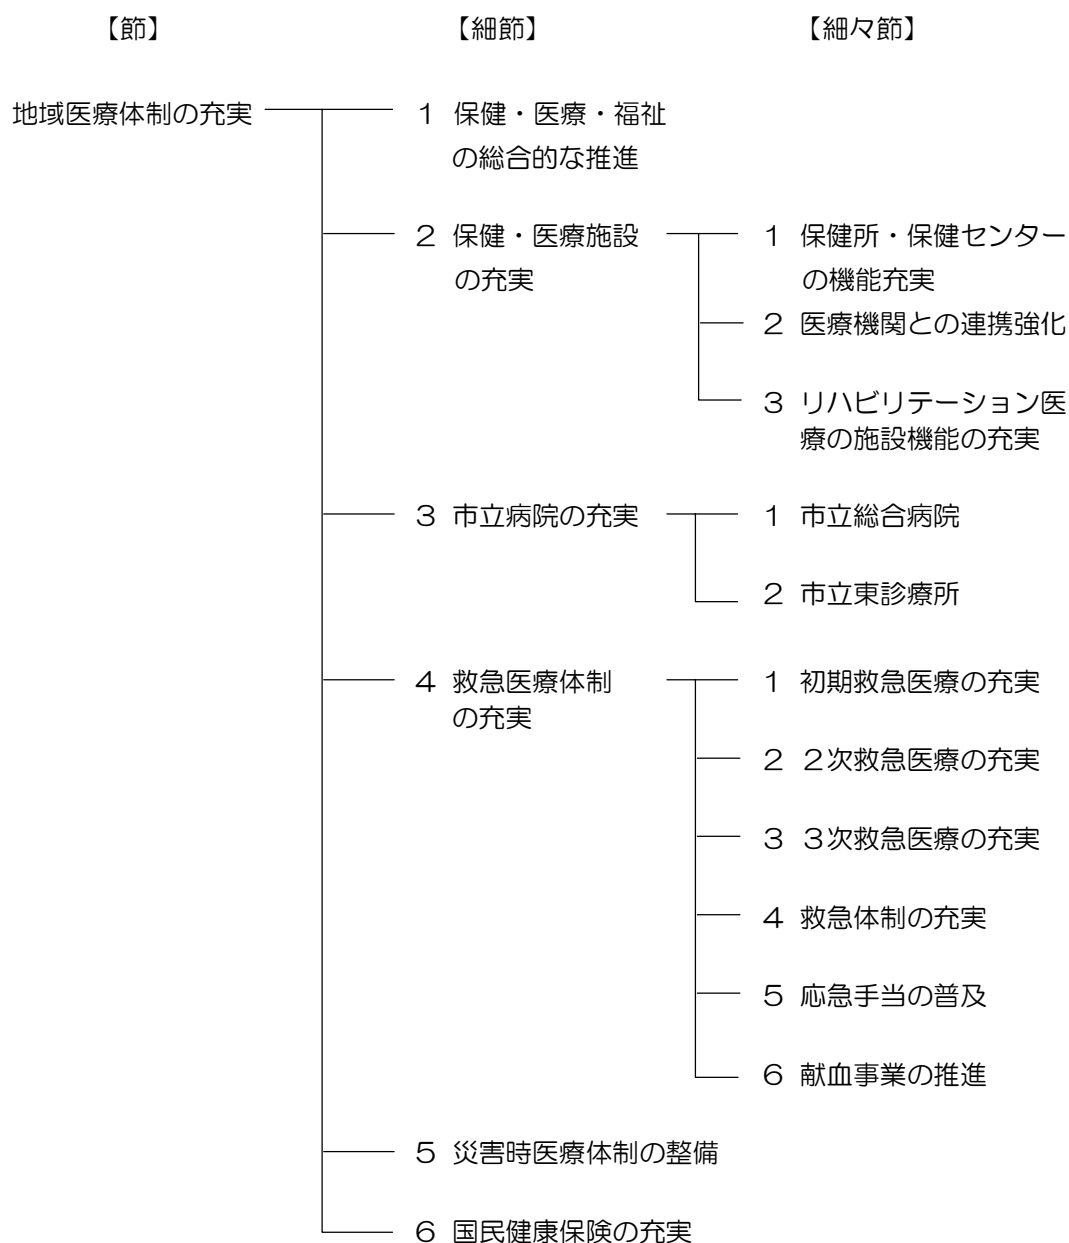 【節】 【細節】 【細々節】
地域医療体制の充実 1 保健・医療・福祉
の総合的な推進
2 保健・医療施設 1 保健所・保健センター
の充実 の機能充実
2 医療機関との連携強化
3 リハビリテーション医
療の施設機能の充実
3 市立病院の充実 1 市立総合病院
2 市立東診療所
4 救急医療体制 1 初期救急医療の充実
の充実
2 2次救急医療の充実
3 3次救急医療の充実
4 救急体制の充実
5 応急手当の普及
6 献血事業の推進
5 災害時医療体制の整備
6 国民健康保険の充実